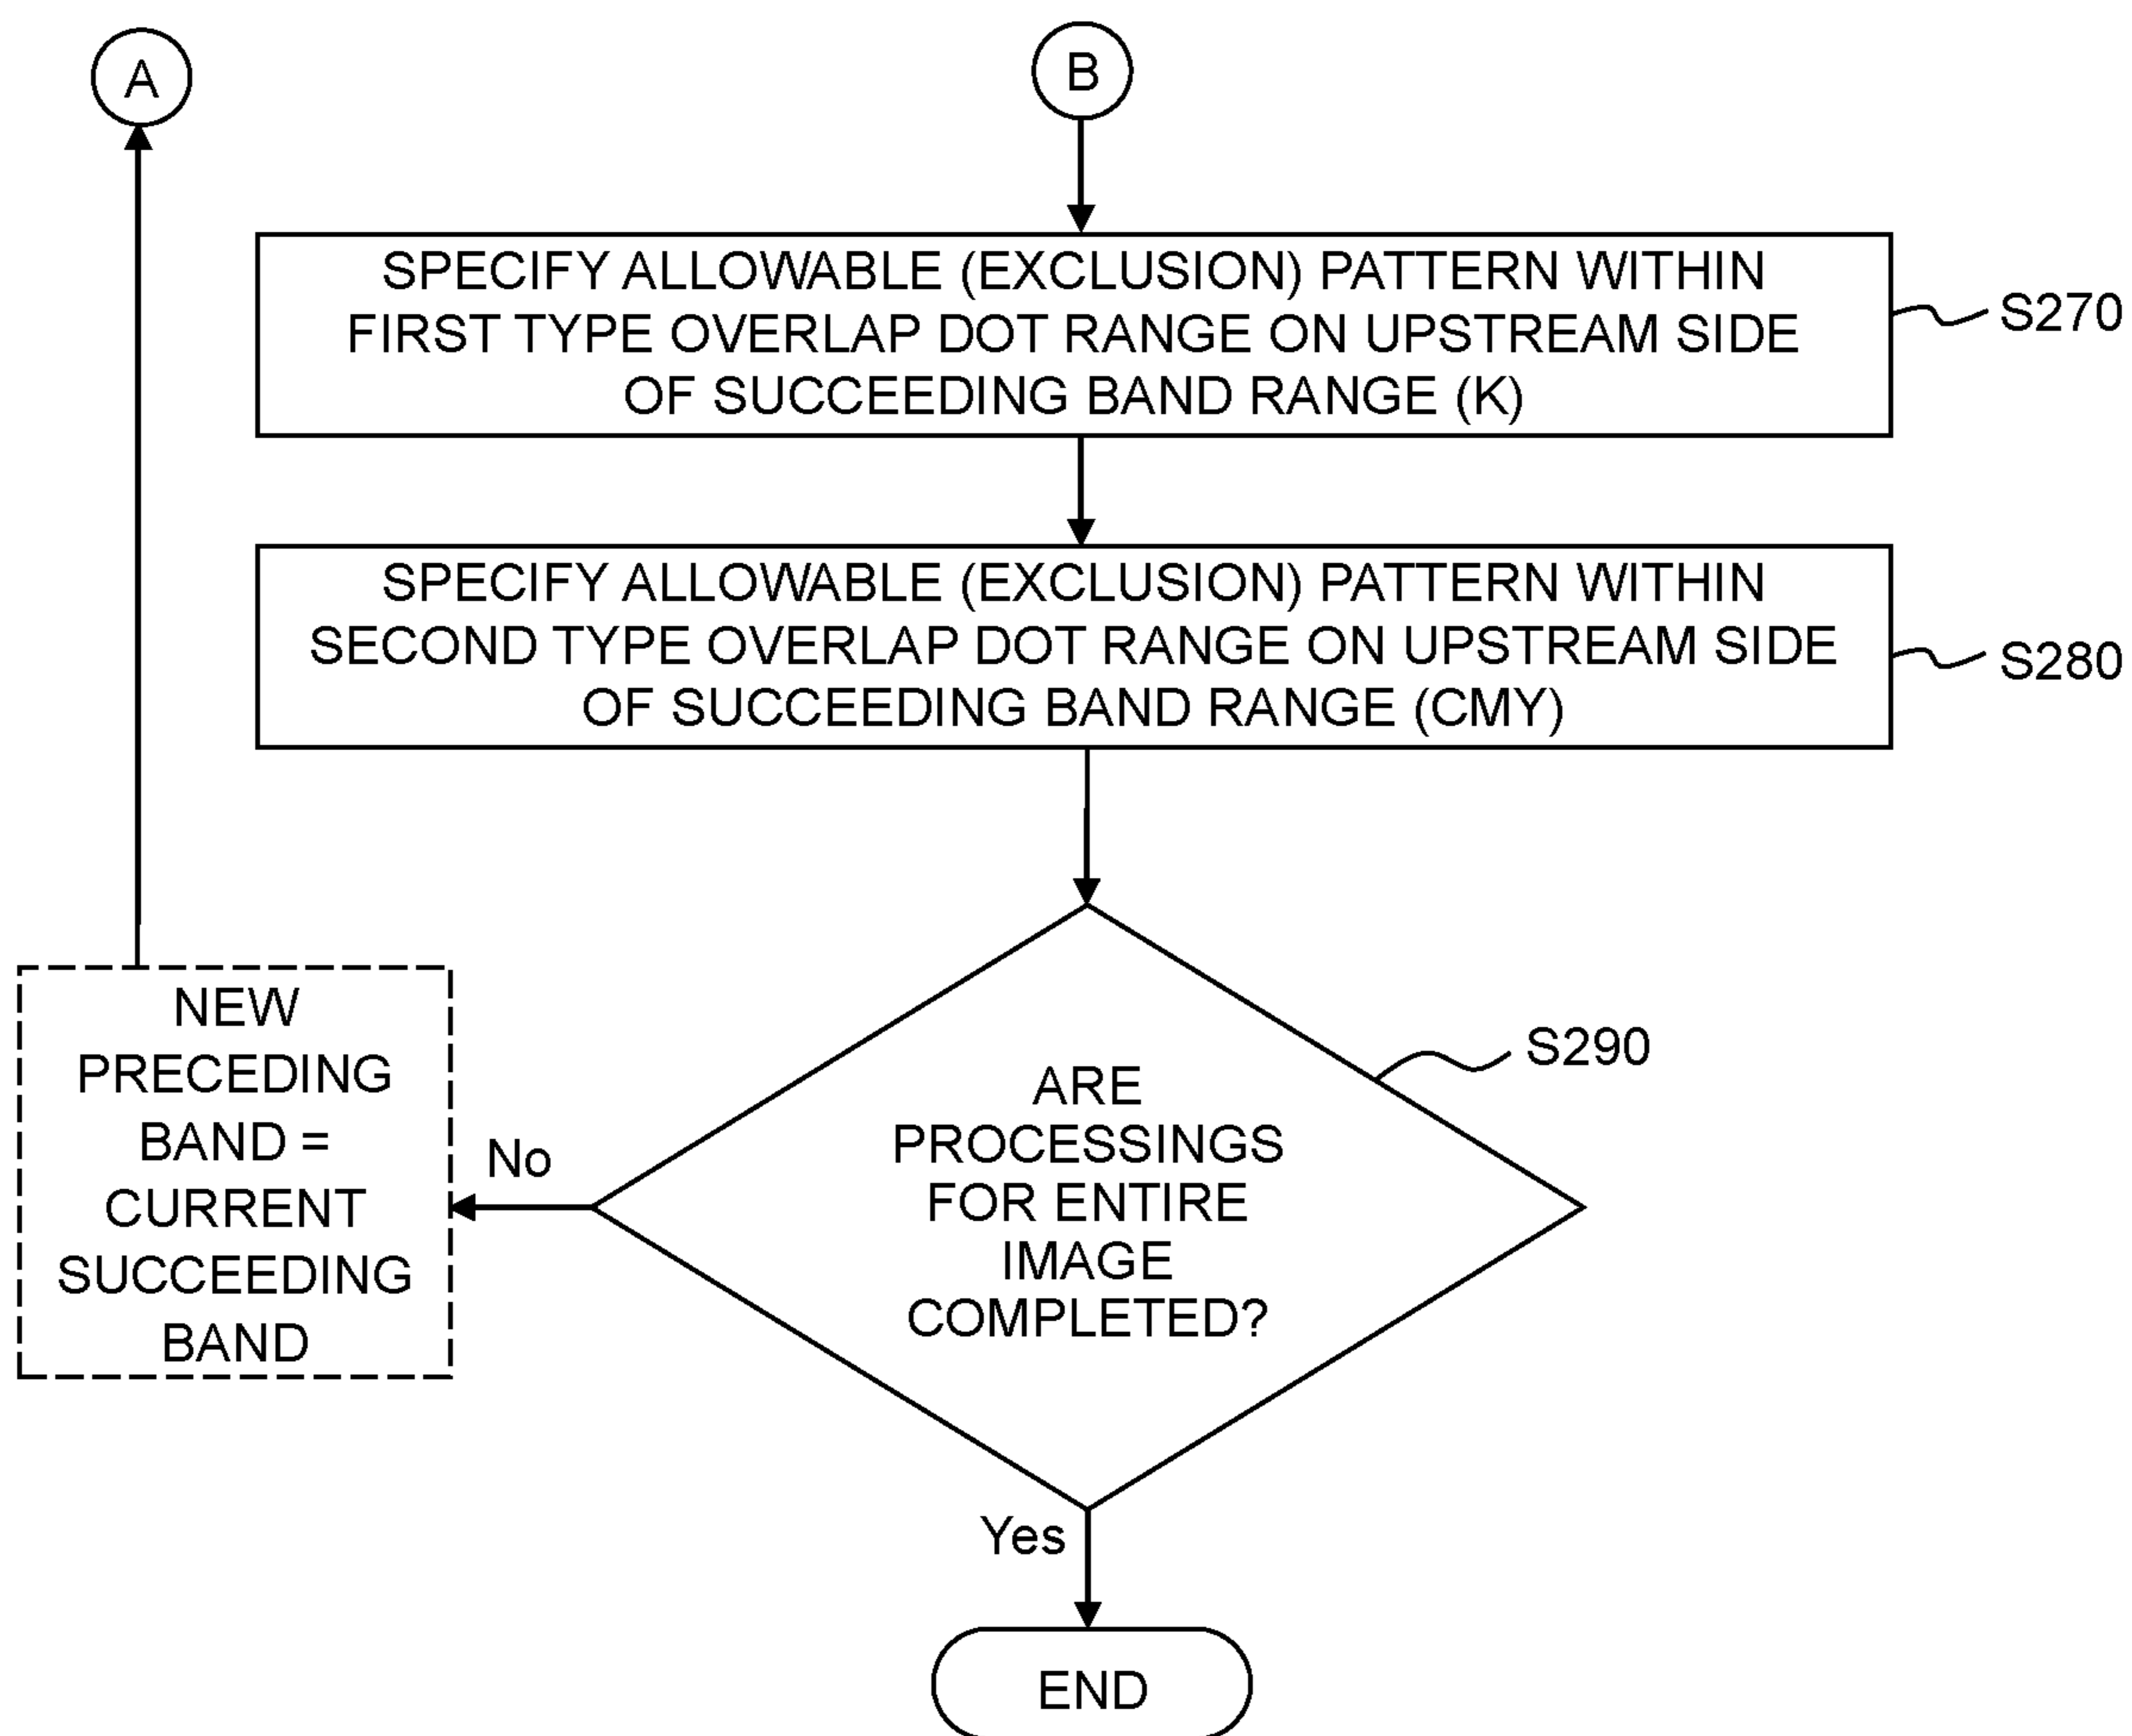 A
B
SPECIFY ALLOWABLE (EXCLUSION) PATTERN WITHIN
FIRST TYPE OVERLAP DOT RANGE ON UPSTREAM SIDE
OF SUCCEEDING BAND RANGE (K)
S270
SPECIFY ALLOWABLE (EXCLUSION) PATTERN WITHIN
SECOND TYPE OVERLAP DOT RANGE ON UPSTREAM SIDE
OF SUCCEEDING BAND RANGE (CMY)
S280
ARE
PROCESSINGS
FOR ENTIRE
IMAGE
COMPLETED?
S290
No
NEW
PRECEDING
BAND =
CURRENT
SUCCEEDING
BAND
Yes
END